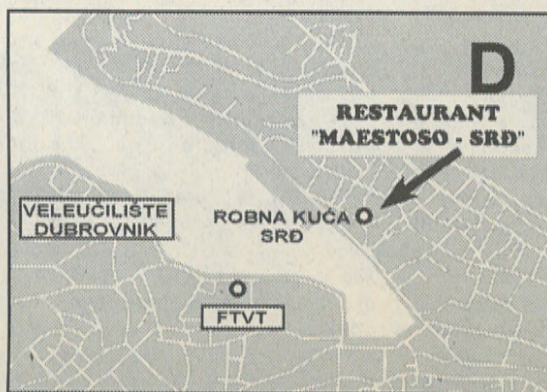 D
RESTAURANT
"MAESTOSO - SRĐ"
VELEUČILIŠTE
DUBROVNIK
ROBNA KUĆA
SRĐ
FTVT